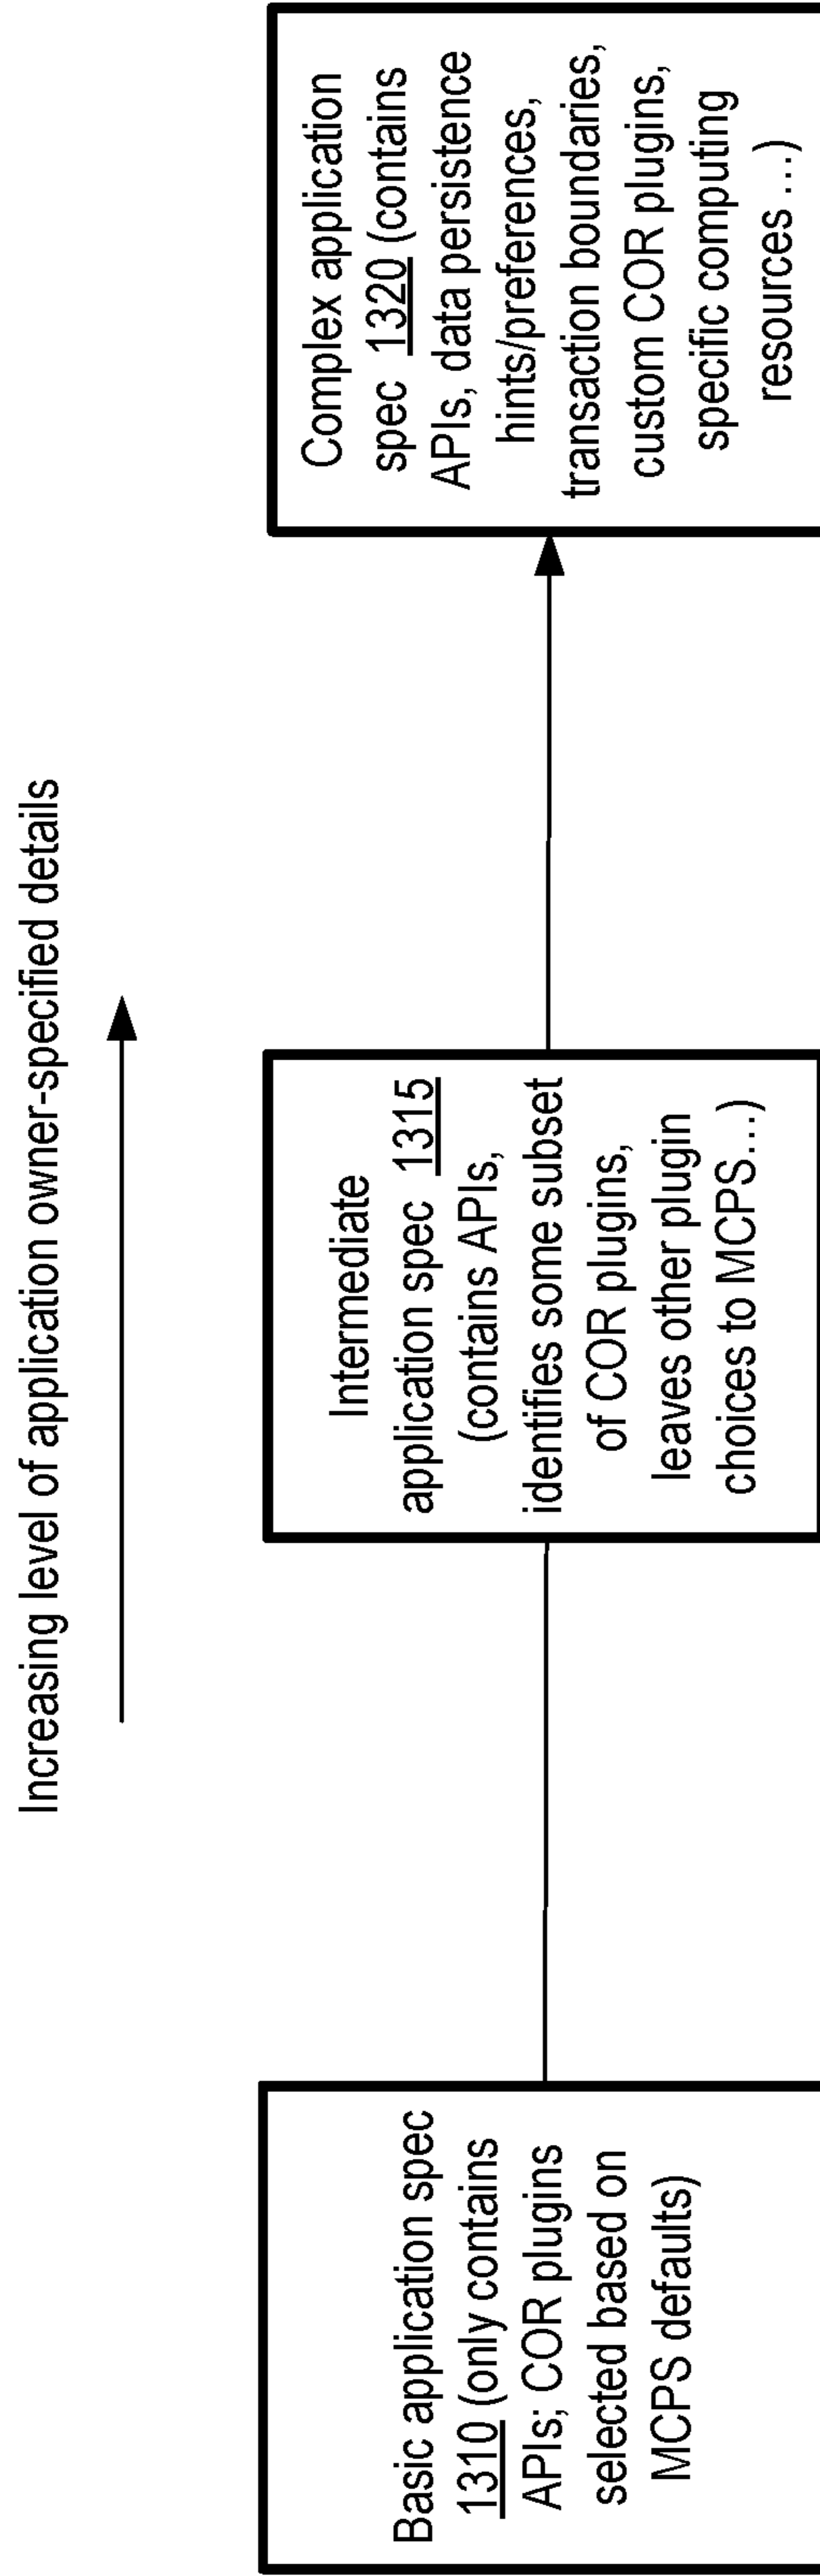 Increasing level of application owner-specified details
Basic application spec
1310 (only contains
APIs; COR plugins
selected based on
MCPS defaults)
Intermediate
application spec 1315
(contains APIs,
identifies some subset
of COR plugins,
leaves other plugin
choices to MCPS…)
Complex application
spec 1320 (contains
APIs, data persistence
hints/preferences,
transaction boundaries,
custom COR plugins,
specific computing
resources …)